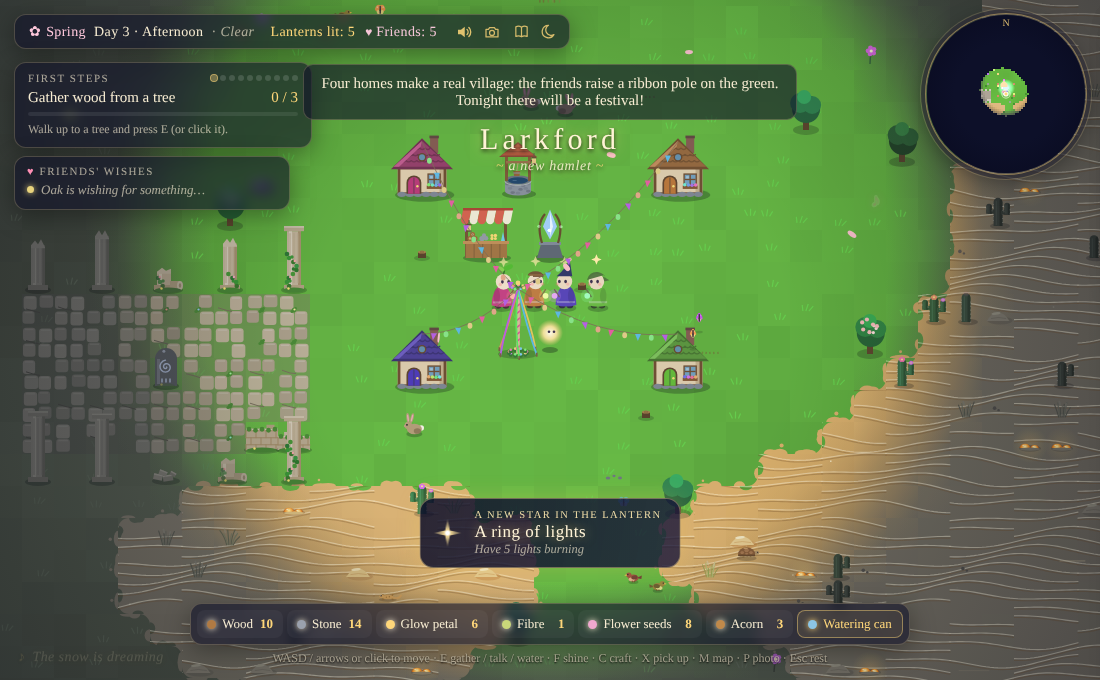 ✿ Spring Day 3 · Afternoon · Clear Lanterns lit: 5 ♥ Friends: 5
N
FIRST STEPS
Gather wood from a tree 0 / 3
Walk up to a tree and press E (or click it).
Four homes make a real village: the friends raise a ribbon pole on the green.
Tonight there will be a festival!
Larkford
~ a new hamlet ~
♥ FRIENDS' WISHES
Oak is wishing for something…
A NEW STAR IN THE LANTERN
A ring of lights
Have 5 lights burning
Wood 10 Stone 14 Glow petal 6 Fibre 1 Flower seeds 8 Acorn 3 Watering can
♪ The snow is dreaming
WASD / arrows or click to move · E gather / talk / water · F shine · C craft · X pick up · M map · P photo · Esc rest